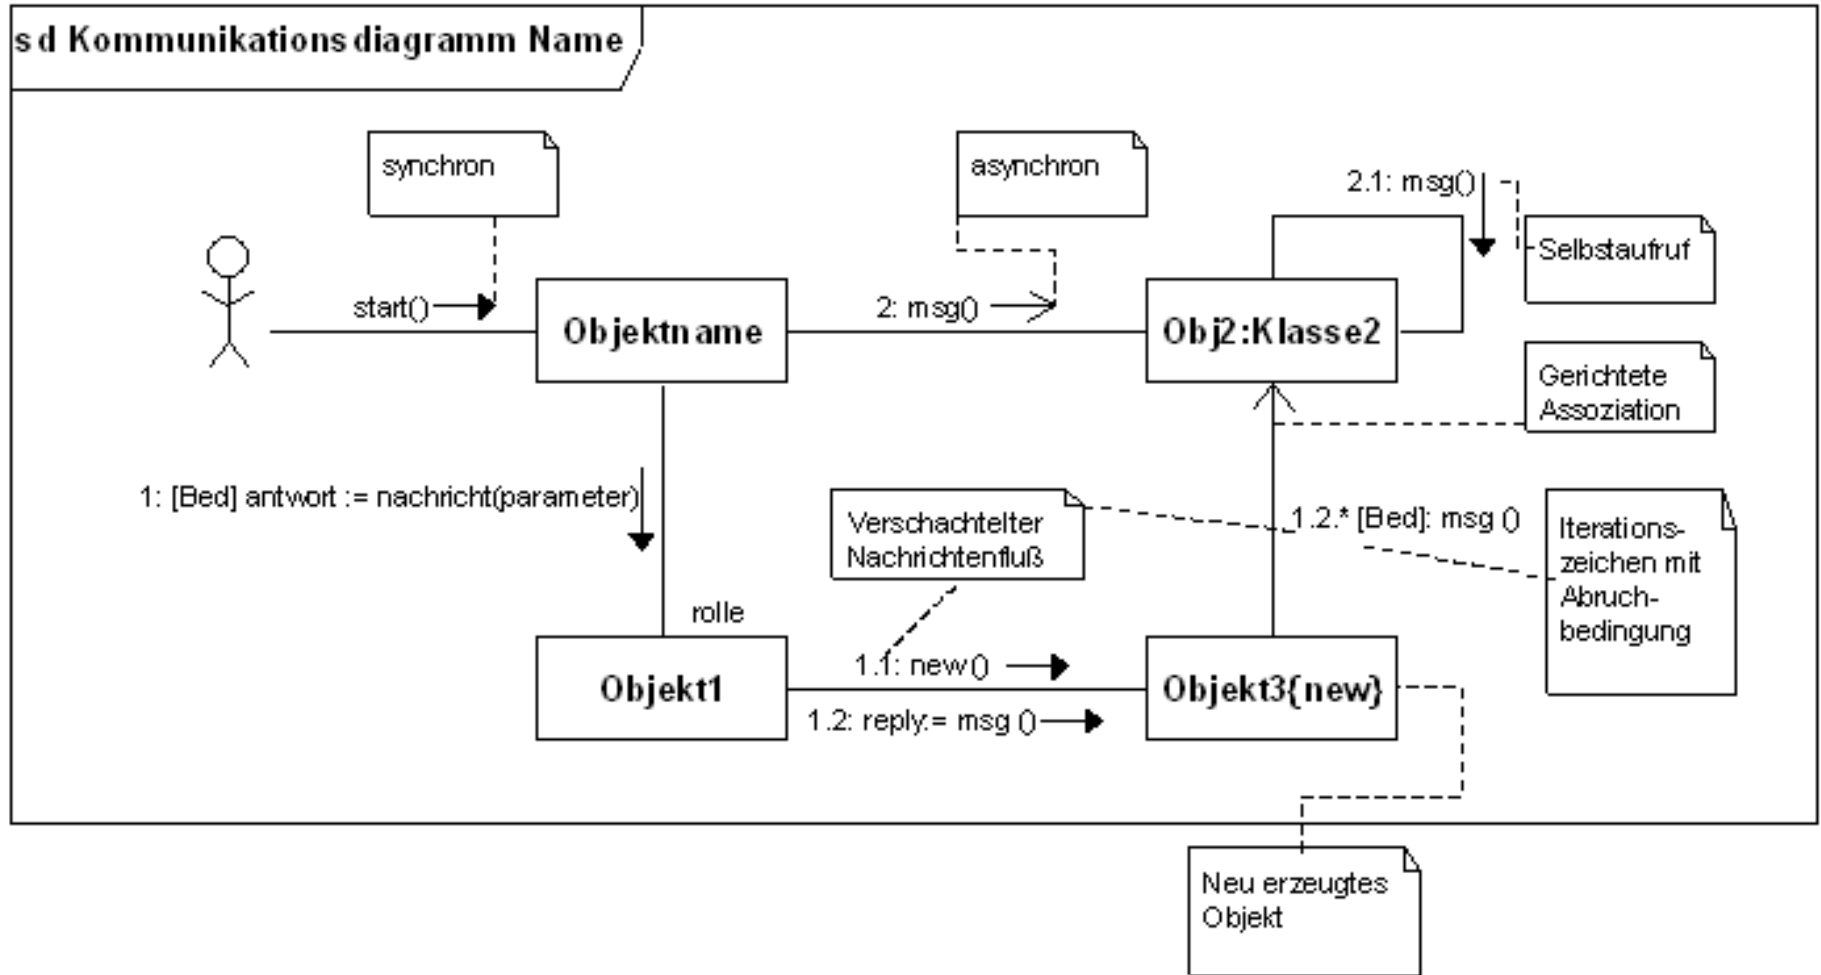 sd Kommunikationsdiagramm Name
synchron
asynchron
2.1: msg()
Selbstaufruf
start()
2: msg()
Objektname
Obj2:Klasse2
Gerichtete
Assoziation
1: [Bed] antwort := nachricht(parameter)
Verschachtelter
Nachrichtenfluß
1.2.* [Bed]: msg ()
Iterations-
zeichen mit
Abruch-
bedingung
rolle
1.1: new()
Objekt1
Objekt3{new}
1.2: reply:= msg ()
Neu erzeugtes
Objekt